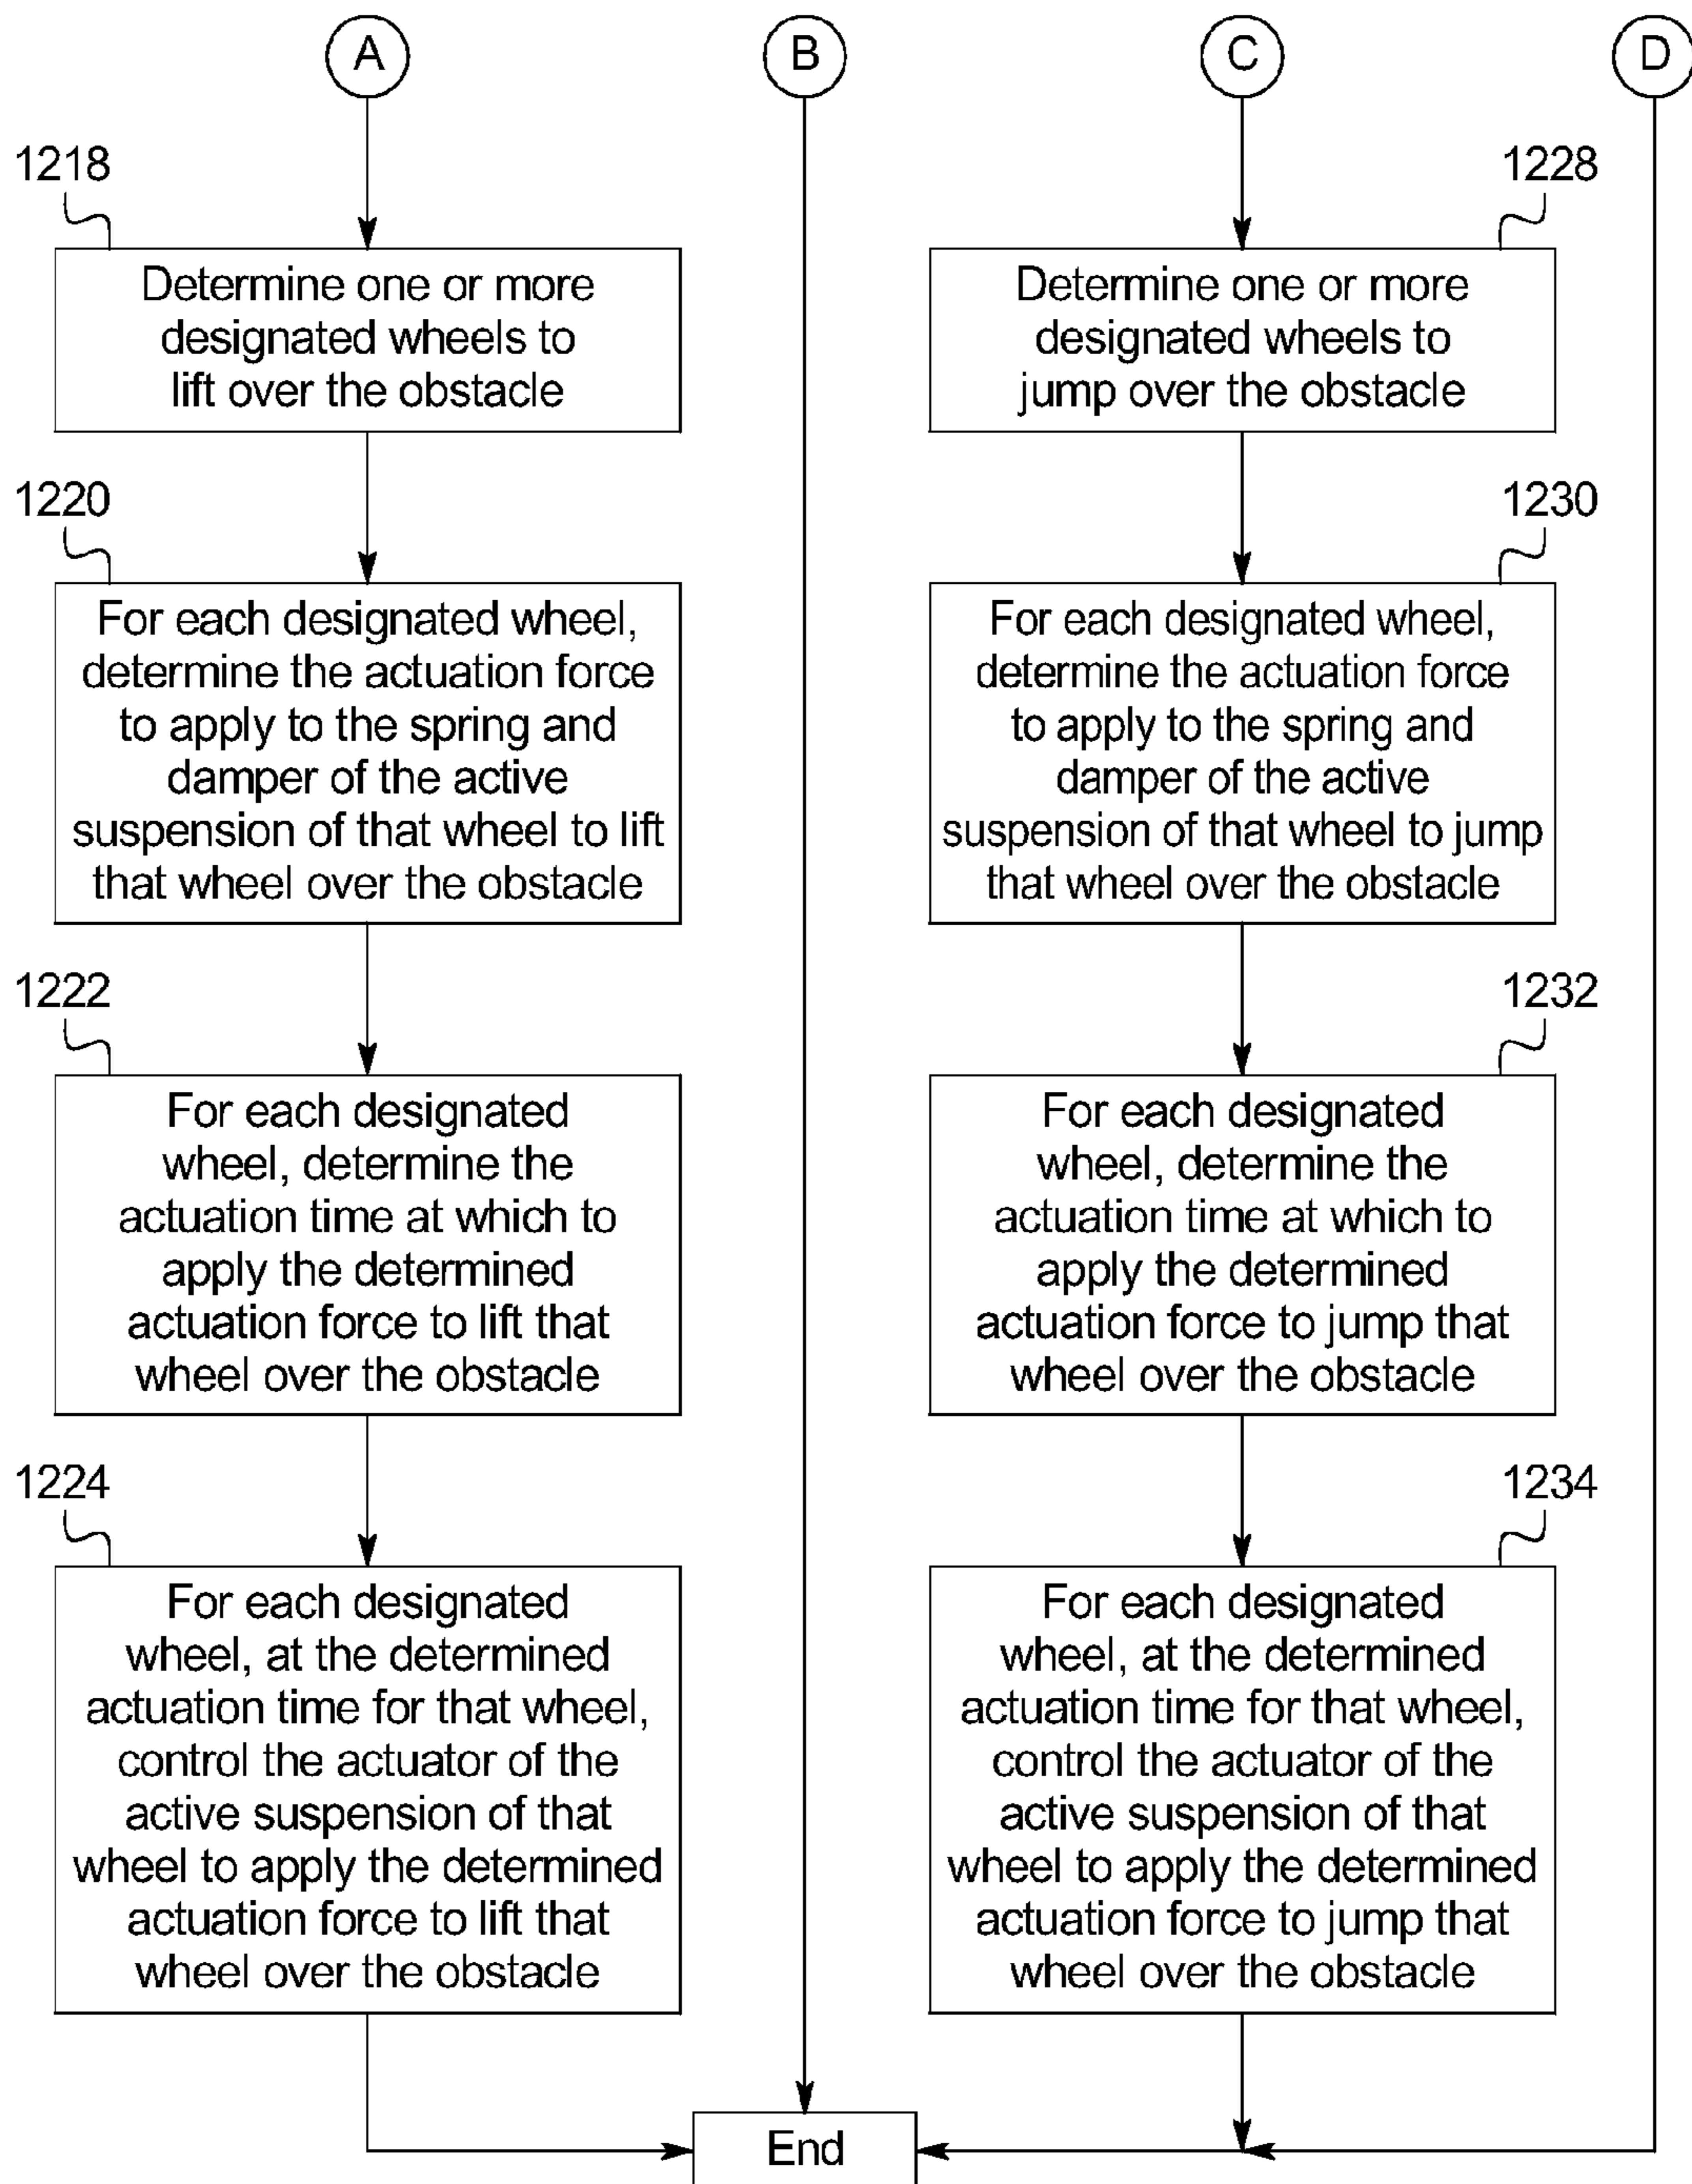 A
B
C
D
1218
Determine one or more
designated wheels to
lift over the obstacle
1220
For each designated wheel,
determine the actuation force
to apply to the spring and
damper of the active
suspension of that wheel to lift
that wheel over the obstacle
1222
For each designated
wheel, determine the
actuation time at which to
apply the determined
actuation force to lift that
wheel over the obstacle
1224
For each designated
wheel, at the determined
actuation time for that wheel,
control the actuator of the
active suspension of that
wheel to apply the determined
actuation force to lift that
wheel over the obstacle
1228
Determine one or more
designated wheels to
jump over the obstacle
1230
For each designated wheel,
determine the actuation force
to apply to the spring and
damper of the active
suspension of that wheel to jump
that wheel over the obstacle
1232
For each designated
wheel, determine the
actuation time at which to
apply the determined
actuation force to jump that
wheel over the obstacle
1234
For each designated
wheel, at the determined
actuation time for that wheel,
control the actuator of the
active suspension of that
wheel to apply the determined
actuation force to jump that
wheel over the obstacle
End